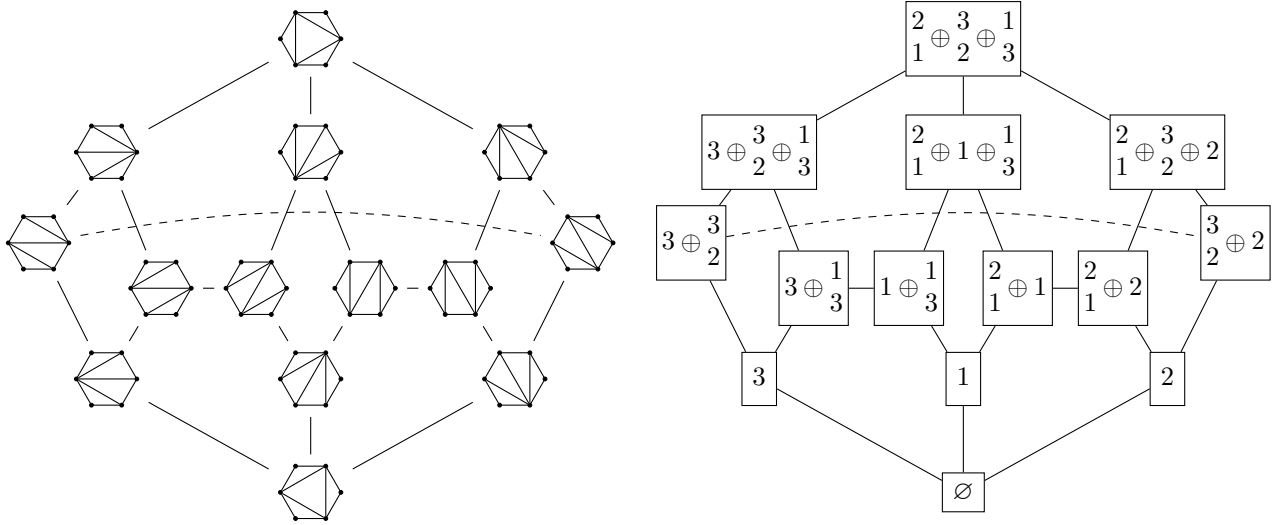 2 1 ⊕ 3 2 ⊕ 1 3
3 ⊕ 3 2 ⊕ 1 3
2 1 ⊕ 1 ⊕ 1 3
2 1 ⊕ 3 2 ⊕ 2
3 ⊕ 3 2
3 2 ⊕ 2
3 ⊕ 1 3
1 ⊕ 1 3
2 1 ⊕ 1
2 1 ⊕ 2
3
1
2
∅